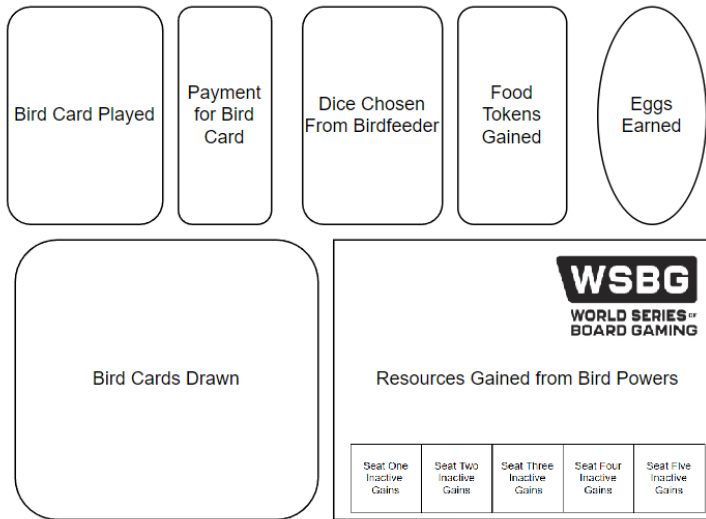 Bird Card Played
Payment
for Bird
Card
Dice Chosen
From Birdfeeder
Food
Tokens
Gained
Eggs
Earned
Bird Cards Drawn
WSBG
WORLD SERIES OF
BOARD GAMING
Resources Gained from Bird Powers
Seat One
Inactive
Gains
Seat Two
Inactive
Gains
Seat Three
Inactive
Gains
Seat Four
Inactive
Gains
Seat Five
Inactive
Gains